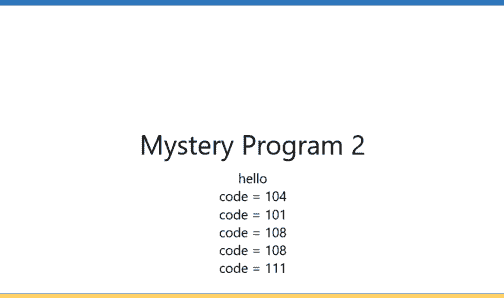 Mystery Program 2
hello
code = 104
code = 101
code = 108
code = 108
code = 111